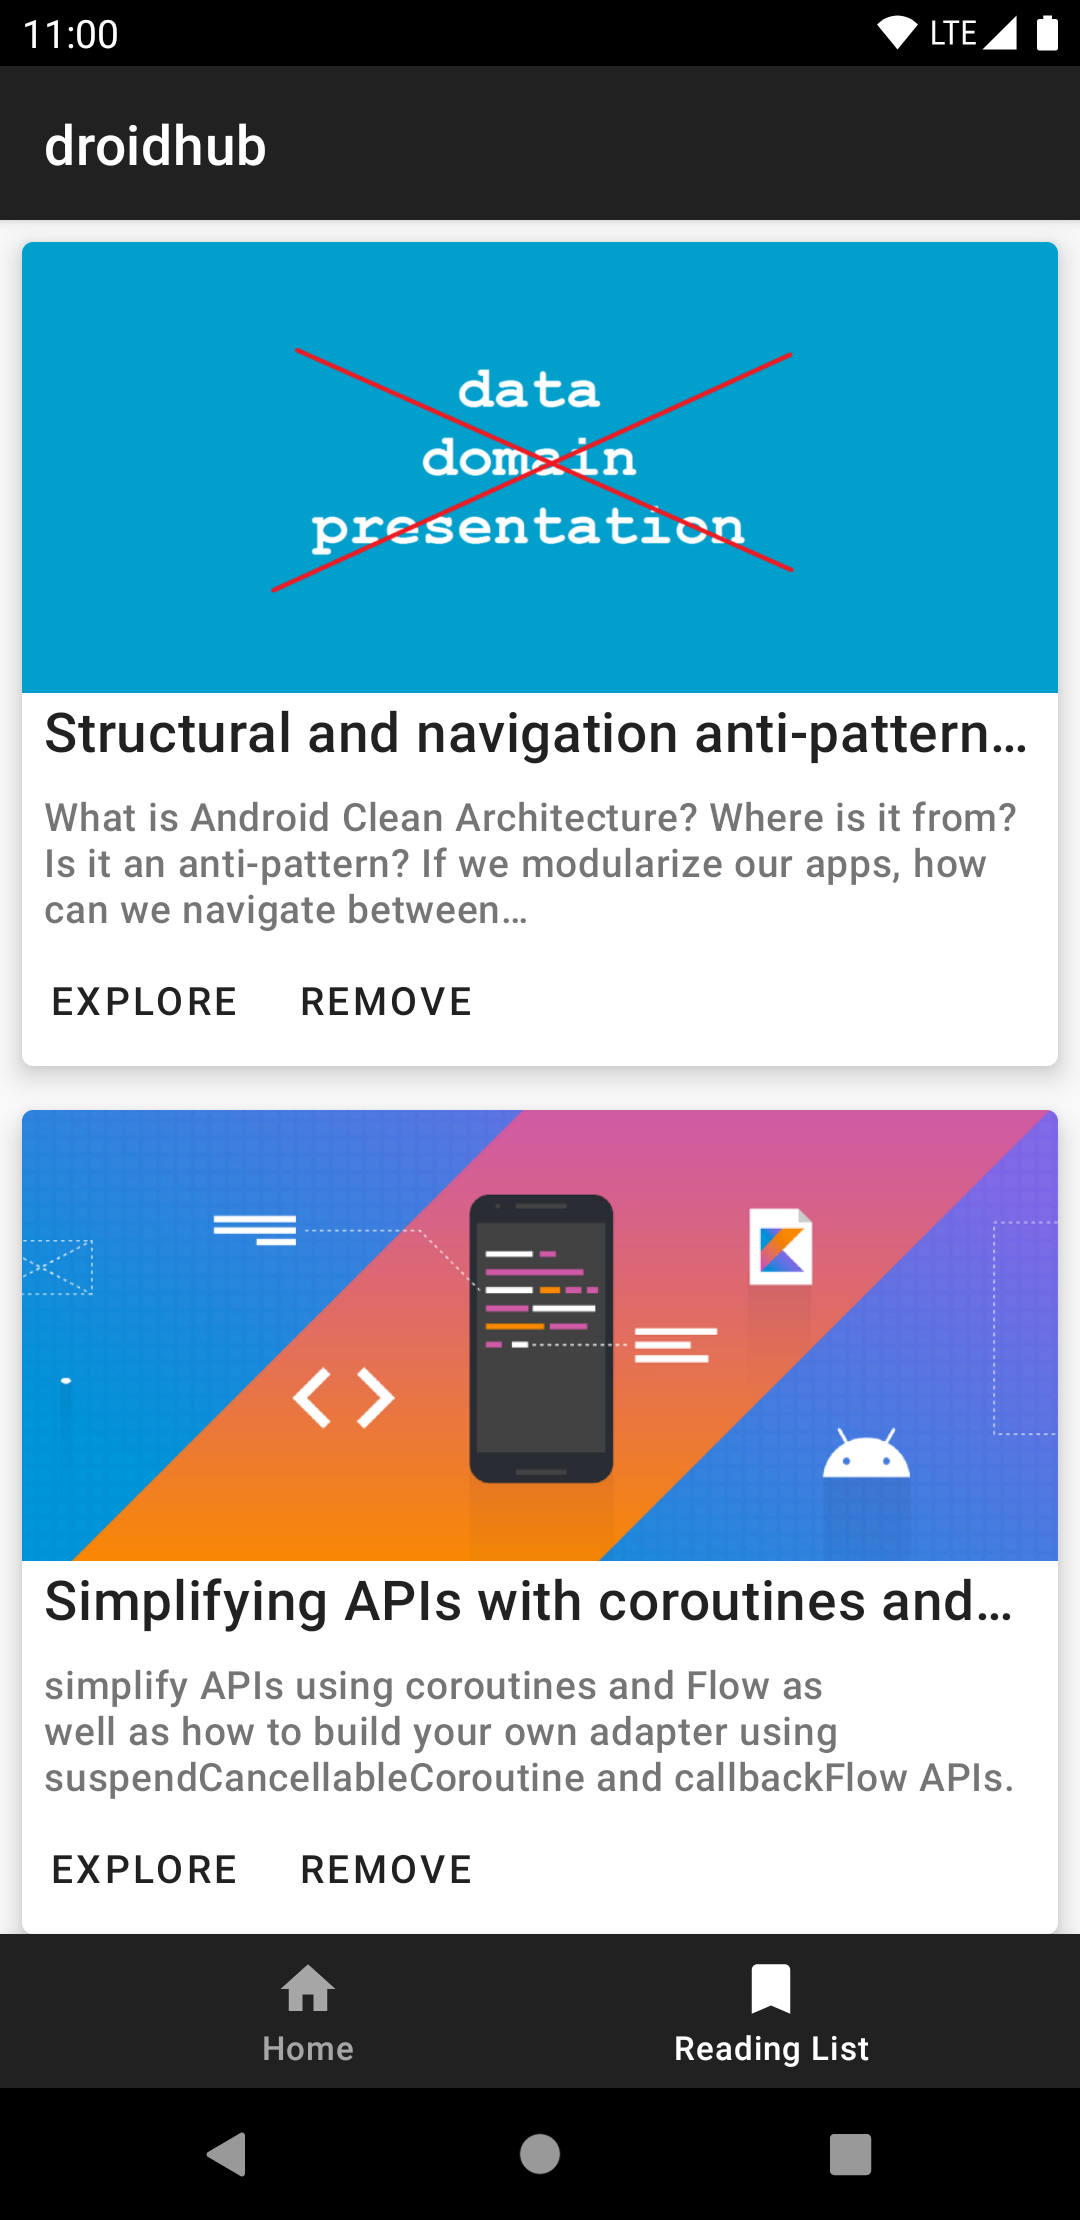 11:00
LTE
droidhub
data
domain
presentation
Structural and navigation anti-pattern…
What is Android Clean Architecture? Where is it from?
Is it an anti-pattern? If we modularize our apps, how
can we navigate between…
EXPLORE REMOVE
Simplifying APIs with coroutines and…
simplify APIs using coroutines and Flow as
well as how to build your own adapter using
suspendCancellableCoroutine and callbackFlow APIs.
EXPLORE REMOVE
Home Reading List